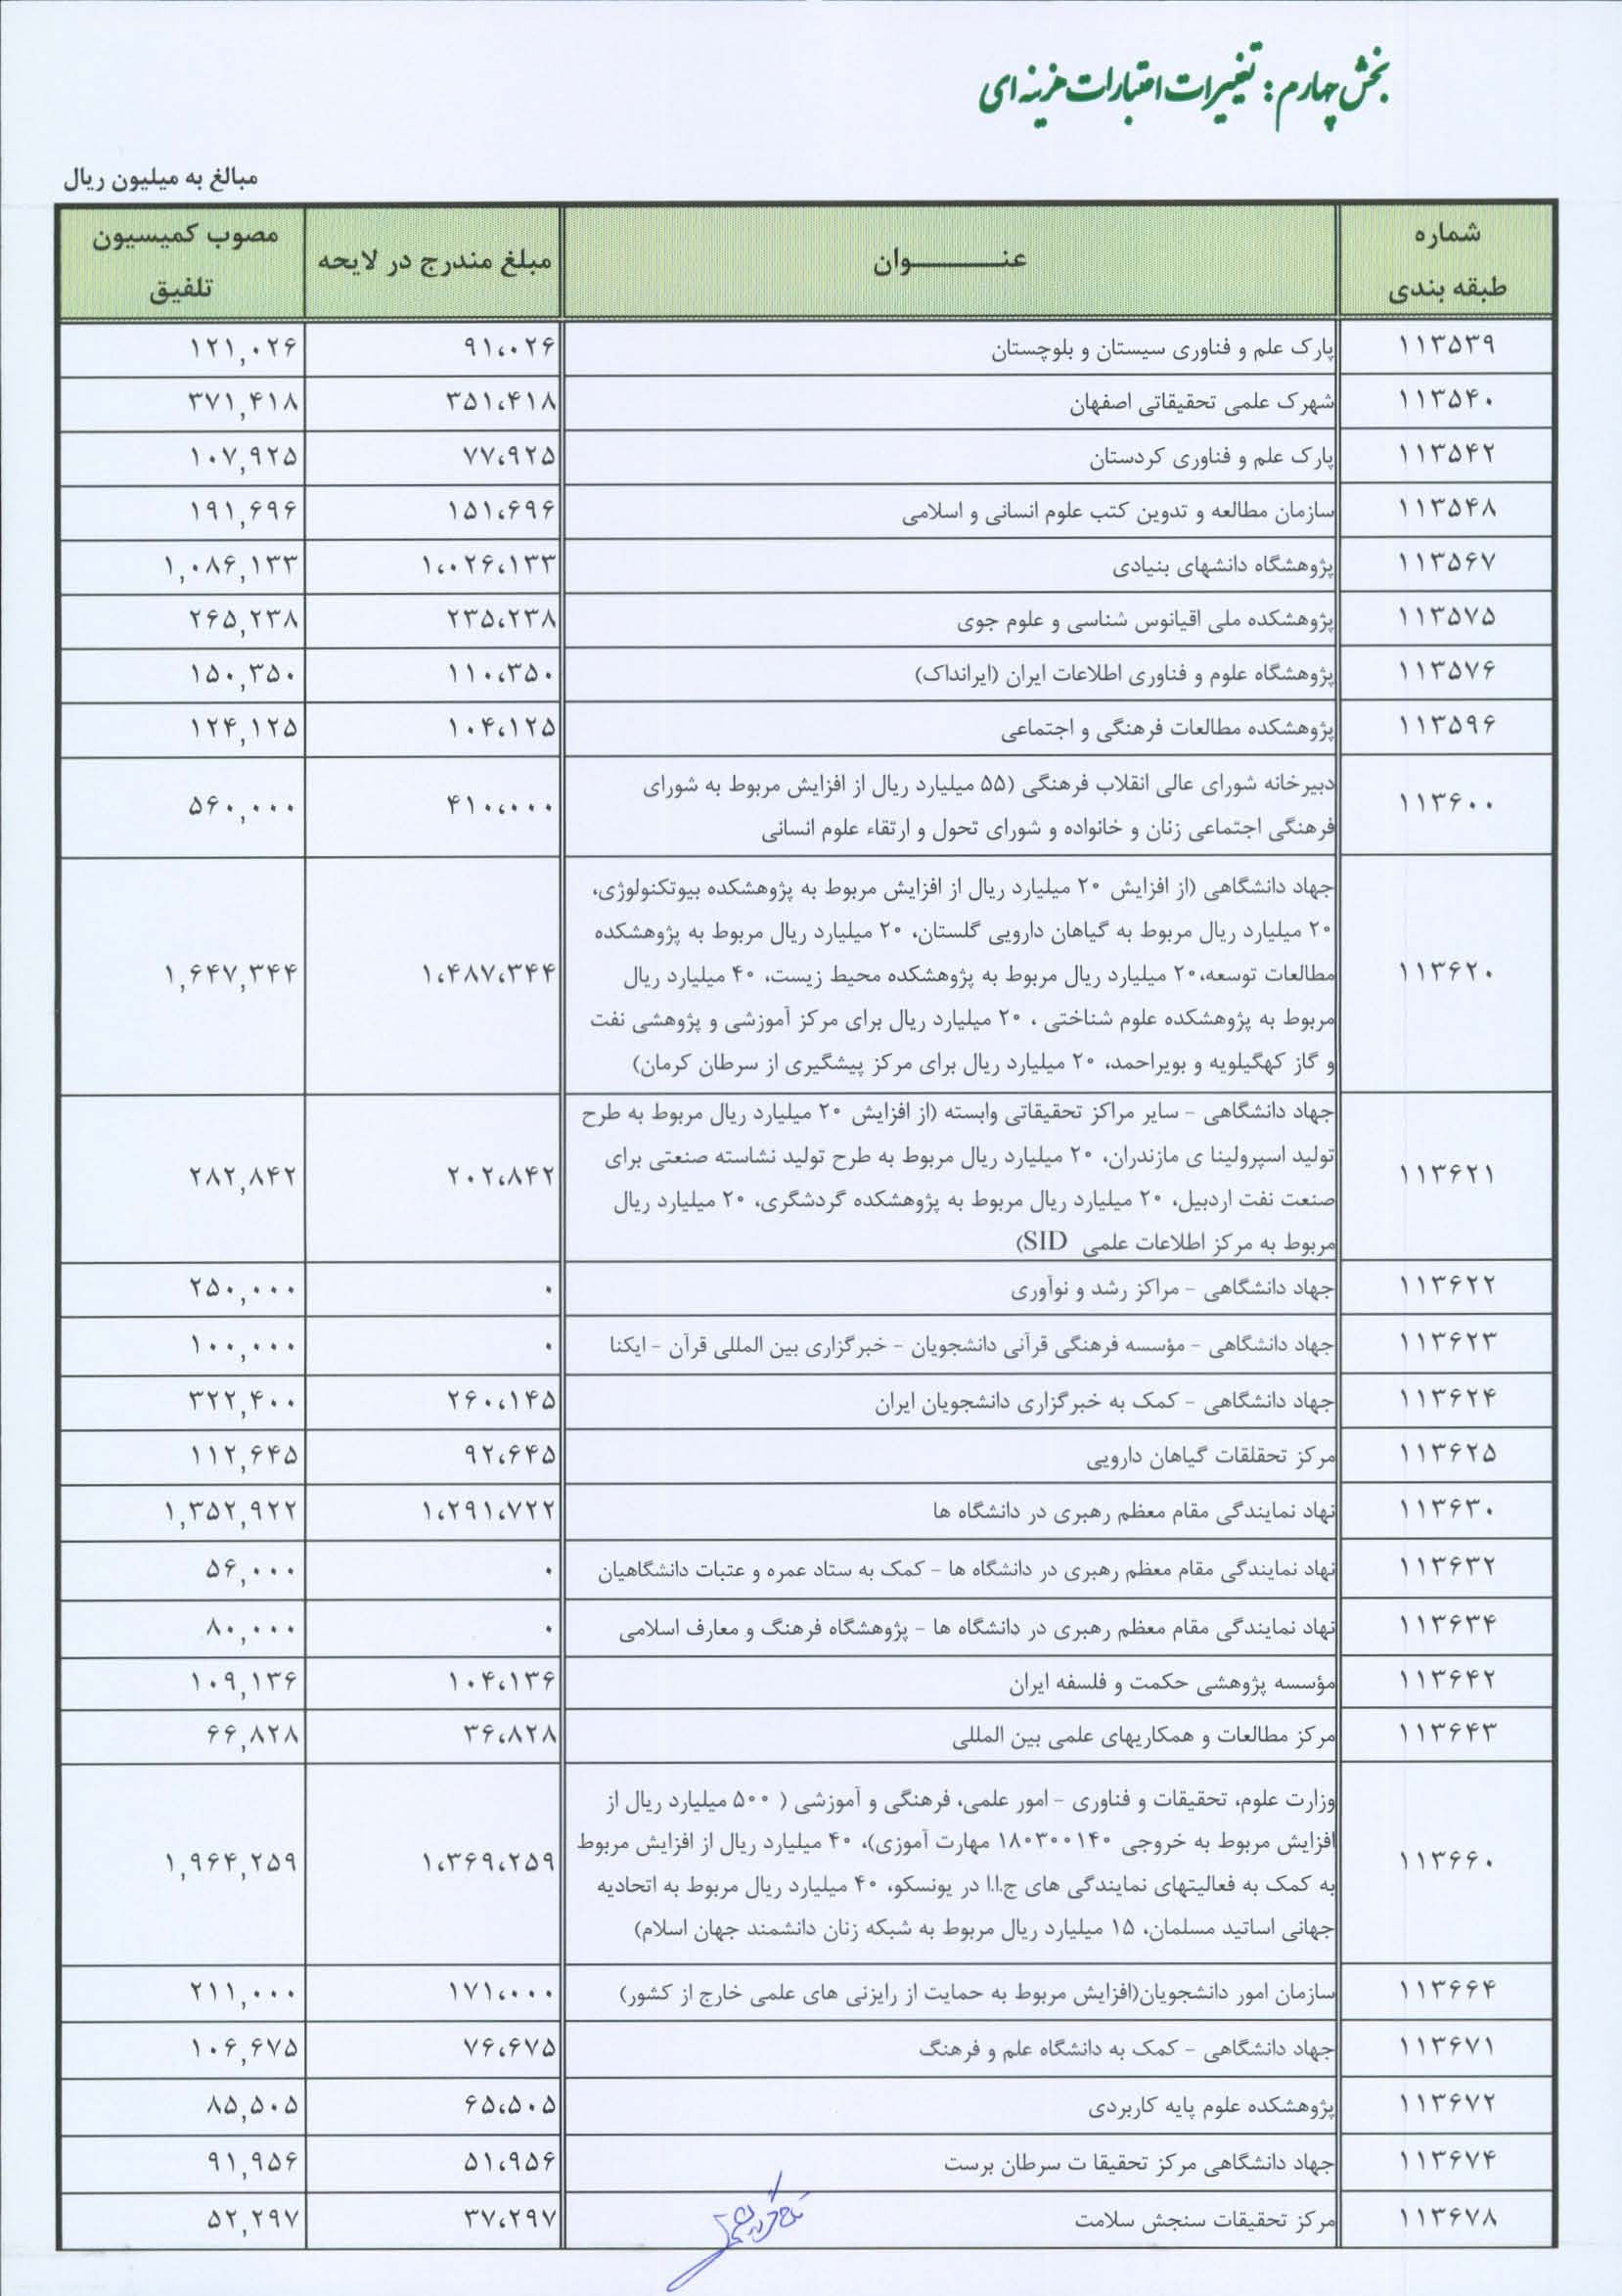 بخش چهارم: تغییرات اعتبارات هزینه ای
مبالغ به میلیون ریال
شماره طبقه بندی	عنـــــــوان	مبلغ مندرج در لایحه	مصوب کمیسیون تلفیق
۱۱۳۵۳۹	پارک علم و فناوری سیستان و بلوچستان	۹۱،۰۲۶	۱۲۱,۰۲۶
۱۱۳۵۴۰	شهرک علمی تحقیقاتی اصفهان	۳۵۱،۴۱۸	۳۷۱,۴۱۸
۱۱۳۵۴۲	پارک علم و فناوری کردستان	۷۷،۹۲۵	۱۰۷,۹۲۵
۱۱۳۵۴۸	سازمان مطالعه و تدوین کتب علوم انسانی و اسلامی	۱۵۱،۶۹۶	۱۹۱,۶۹۶
۱۱۳۵۶۷	پژوهشگاه دانشهای بنیادی	۱،۰۲۶،۱۳۳	۱,۰۸۶,۱۳۳
۱۱۳۵۷۵	پژوهشکده ملی اقیانوس شناسی و علوم جوی	۲۳۵،۲۳۸	۲۶۵,۲۳۸
۱۱۳۵۷۶	پژوهشگاه علوم و فناوری اطلاعات ایران (ایرانداک)	۱۱۰،۳۵۰	۱۵۰,۳۵۰
۱۱۳۵۹۶	پژوهشکده مطالعات فرهنگی و اجتماعی	۱۰۴،۱۲۵	۱۲۴,۱۲۵
۱۱۳۶۰۰	دبیرخانه شورای عالی انقلاب فرهنگی (۵۵ میلیارد ریال از افزایش مربوط به شورای
فرهنگی اجتماعی زنان و خانواده و شورای تحول و ارتقاء علوم انسانی	۴۱۰،۰۰۰	۵۶۰,۰۰۰
۱۱۳۶۲۰	جهاد دانشگاهی (از افزایش ۲۰ میلیارد ریال از افزایش مربوط به پژوهشکده بیوتکنولوژی،
۲۰ میلیارد ریال مربوط به گیاهان دارویی گلستان، ۲۰ میلیارد ریال مربوط به پژوهشکده
مطالعات توسعه،۲۰ میلیارد ریال مربوط به پژوهشکده محیط زیست، ۴۰ میلیارد ریال
مربوط به پژوهشکده علوم شناختی ، ۲۰ میلیارد ریال برای مرکز آموزشی و پژوهشی نفت
و گاز کهگیلویه و بویراحمد، ۲۰ میلیارد ریال برای مرکز پیشگیری از سرطان کرمان)	۱،۴۸۷،۳۴۴	۱,۶۴۷,۳۴۴
۱۱۳۶۲۱	جهاد دانشگاهی - سایر مراکز تحقیقاتی وابسته (از افزایش ۲۰ میلیارد ریال مربوط به طرح
تولید اسپرولینا ی مازندران، ۲۰ میلیارد ریال مربوط به طرح تولید نشاسته صنعتی برای
صنعت نفت اردبیل، ۲۰ میلیارد ریال مربوط به پژوهشکده گردشگری، ۲۰ میلیارد ریال
مربوط به مرکز اطلاعات علمی SID)	۲۰۲،۸۴۲	۲۸۲,۸۴۲
۱۱۳۶۲۲	جهاد دانشگاهی - مراکز رشد و نوآوری	۰	۲۵۰,۰۰۰
۱۱۳۶۲۳	جهاد دانشگاهی - مؤسسه فرهنگی قرآنی دانشجویان - خبرگزاری بین المللی قرآن - ایکنا	۰	۱۰۰,۰۰۰
۱۱۳۶۲۴	جهاد دانشگاهی - کمک به خبرگزاری دانشجویان ایران	۲۶۰،۱۴۵	۳۲۲,۴۰۰
۱۱۳۶۲۵	مرکز تحقلقات گیاهان دارویی	۹۲،۶۴۵	۱۱۲,۶۴۵
۱۱۳۶۳۰	نهاد نمایندگی مقام معظم رهبری در دانشگاه ها	۱،۲۹۱،۷۲۲	۱,۳۵۲,۹۲۲
۱۱۳۶۳۲	نهاد نمایندگی مقام معظم رهبری در دانشگاه ها - کمک به ستاد عمره و عتبات دانشگاهیان	۰	۵۶,۰۰۰
۱۱۳۶۳۴	نهاد نمایندگی مقام معظم رهبری در دانشگاه ها - پژوهشگاه فرهنگ و معارف اسلامی	۰	۸۰,۰۰۰
۱۱۳۶۴۲	مؤسسه پژوهشی حکمت و فلسفه ایران	۱۰۴،۱۳۶	۱۰۹,۱۳۶
۱۱۳۶۴۳	مرکز مطالعات و همکاریهای علمی بین المللی	۳۶،۸۲۸	۶۶,۸۲۸
۱۱۳۶۶۰	وزارت علوم، تحقیقات و فناوری - امور علمی، فرهنگی و آموزشی ( ۵۰۰ میلیارد ریال از
افزایش مربوط به خروجی ۱۸۰۳۰۰۱۴۰ مهارت آموزی)، ۴۰ میلیارد ریال از افزایش مربوط
به کمک به فعالیتهای نمایندگی های ج.ا.ا در یونسکو، ۴۰ میلیارد ریال مربوط به اتحادیه
جهانی اساتید مسلمان، ۱۵ میلیارد ریال مربوط به شبکه زنان دانشمند جهان اسلام)	۱،۳۶۹،۲۵۹	۱,۹۶۴,۲۵۹
۱۱۳۶۶۴	سازمان امور دانشجویان(افزایش مربوط به حمایت از رایزنی های علمی خارج از کشور)	۱۷۱،۰۰۰	۲۱۱,۰۰۰
۱۱۳۶۷۱	جهاد دانشگاهی - کمک به دانشگاه علم و فرهنگ	۷۶،۶۷۵	۱۰۶,۶۷۵
۱۱۳۶۷۲	پژوهشکده علوم پایه کاربردی	۶۵،۵۰۵	۸۵,۵۰۵
۱۱۳۶۷۴	جهاد دانشگاهی مرکز تحقیقا ت سرطان برست	۵۱،۹۵۶	۹۱,۹۵۶
۱۱۳۶۷۸	مرکز تحقیقات سنجش سلامت	۳۷،۲۹۷	۵۲,۲۹۷